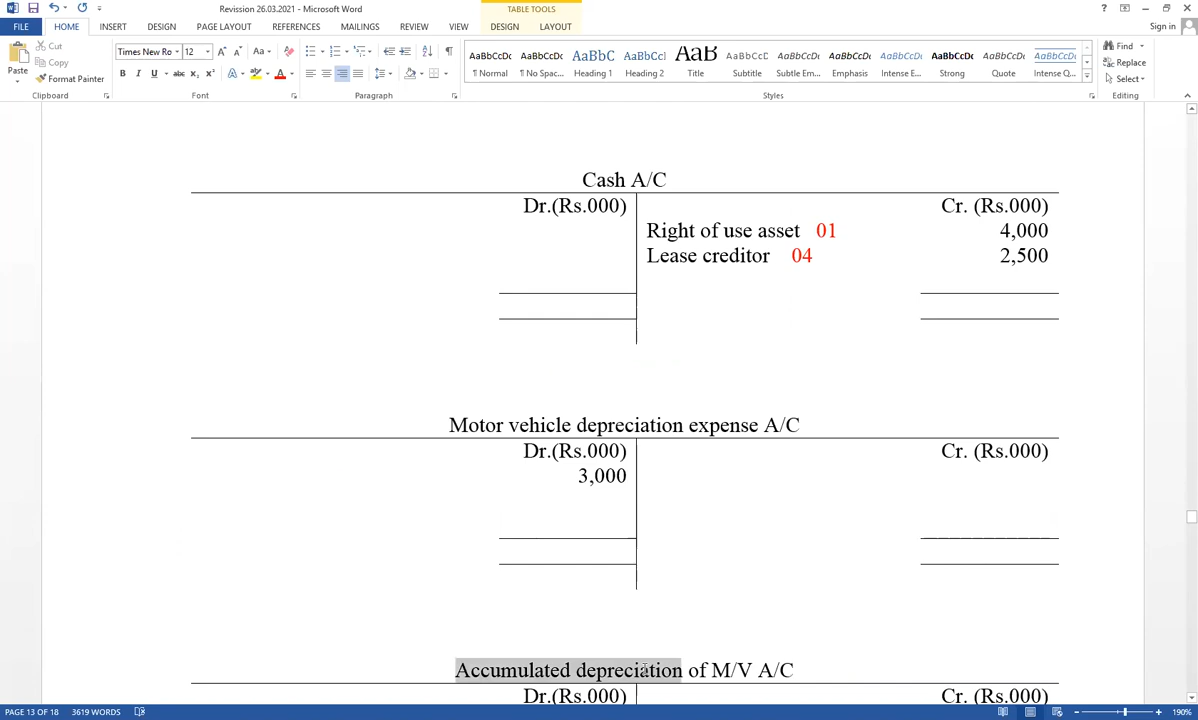 Revission 26.03.2021 - Microsoft Word
TABLE TOOLS
?
FILE HOME INSERT DESIGN PAGE LAYOUT REFERENCES MAILINGS REVIEW VIEW DESIGN LAYOUT Sign in
Paste
Cut
Copy
Format Painter
Clipboard
Times New Ro 12
Aa
B I U abc x₂ x² A A
Font
Paragraph
AaBbCcDc AaBbCcDc AaBbC AaBbCcl AaB AaBbCcD AaBbCcDc AaBbCcDc AaBbCcDc AaBbCcDc AaBbCcDc AaBbCcDc
¶ Normal ¶ No Spac... Heading 1 Heading 2 Title Subtitle Subtle Em... Emphasis Intense E... Strong Quote Intense Q...
Styles
Find
Replace
Select
Editing
Cash A/C
Dr.(Rs.000) Cr. (Rs.000)
Right of use asset 01 4,000
Lease creditor 04 2,500
Motor vehicle depreciation expense A/C
Dr.(Rs.000) Cr. (Rs.000)
3,000
Accumulated depreciation of M/V A/C
Dr.(Rs.000) Cr. (Rs.000)
PAGE 13 OF 18 3619 WORDS 190%